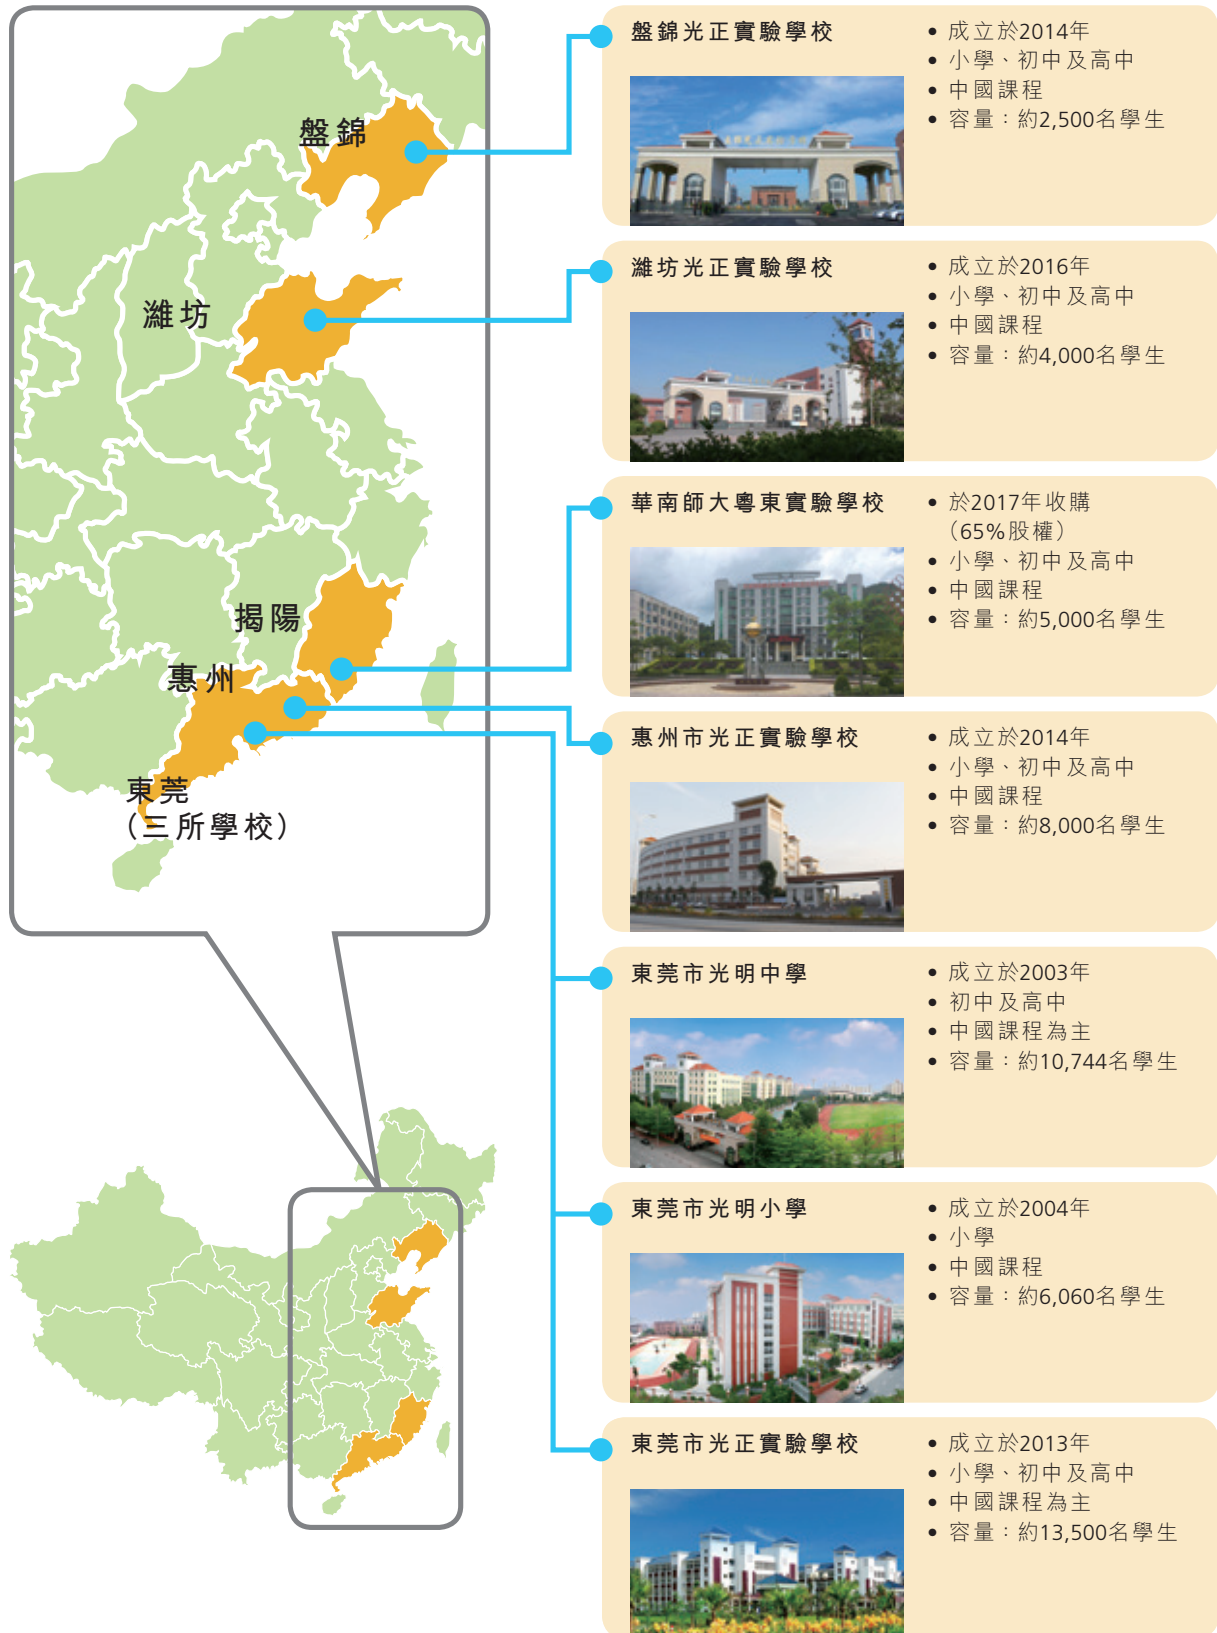 盤錦
濰坊
揭陽
惠州
東莞
（三所學校）
盤錦光正實驗學校
• 成立於2014年
• 小學、初中及高中
• 中國課程
• 容量：約2,500名學生
濰坊光正實驗學校
• 成立於2016年
• 小學、初中及高中
• 中國課程
• 容量：約4,000名學生
華南師大粵東實驗學校
• 於2017年收購
（65%股權）
• 小學、初中及高中
• 中國課程
• 容量：約5,000名學生
惠州市光正實驗學校
• 成立於2014年
• 小學、初中及高中
• 中國課程
• 容量：約8,000名學生
東莞市光明中學
• 成立於2003年
• 初中及高中
• 中國課程為主
• 容量：約10,744名學生
東莞市光明小學
• 成立於2004年
• 小學
• 中國課程
• 容量：約6,060名學生
東莞市光正實驗學校
• 成立於2013年
• 小學、初中及高中
• 中國課程為主
• 容量：約13,500名學生